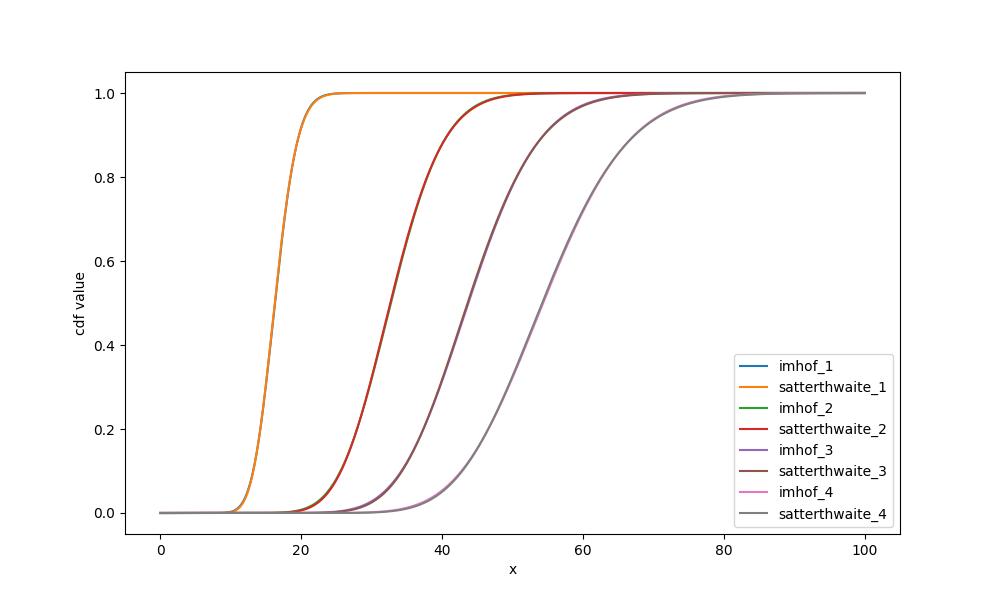 1.0
0.8
0.6
0.4
0.2
0.0
cdf value
0
20
40
60
80
100
x
imhof_1
satterthwaite_1
imhof_2
satterthwaite_2
imhof_3
satterthwaite_3
imhof_4
satterthwaite_4